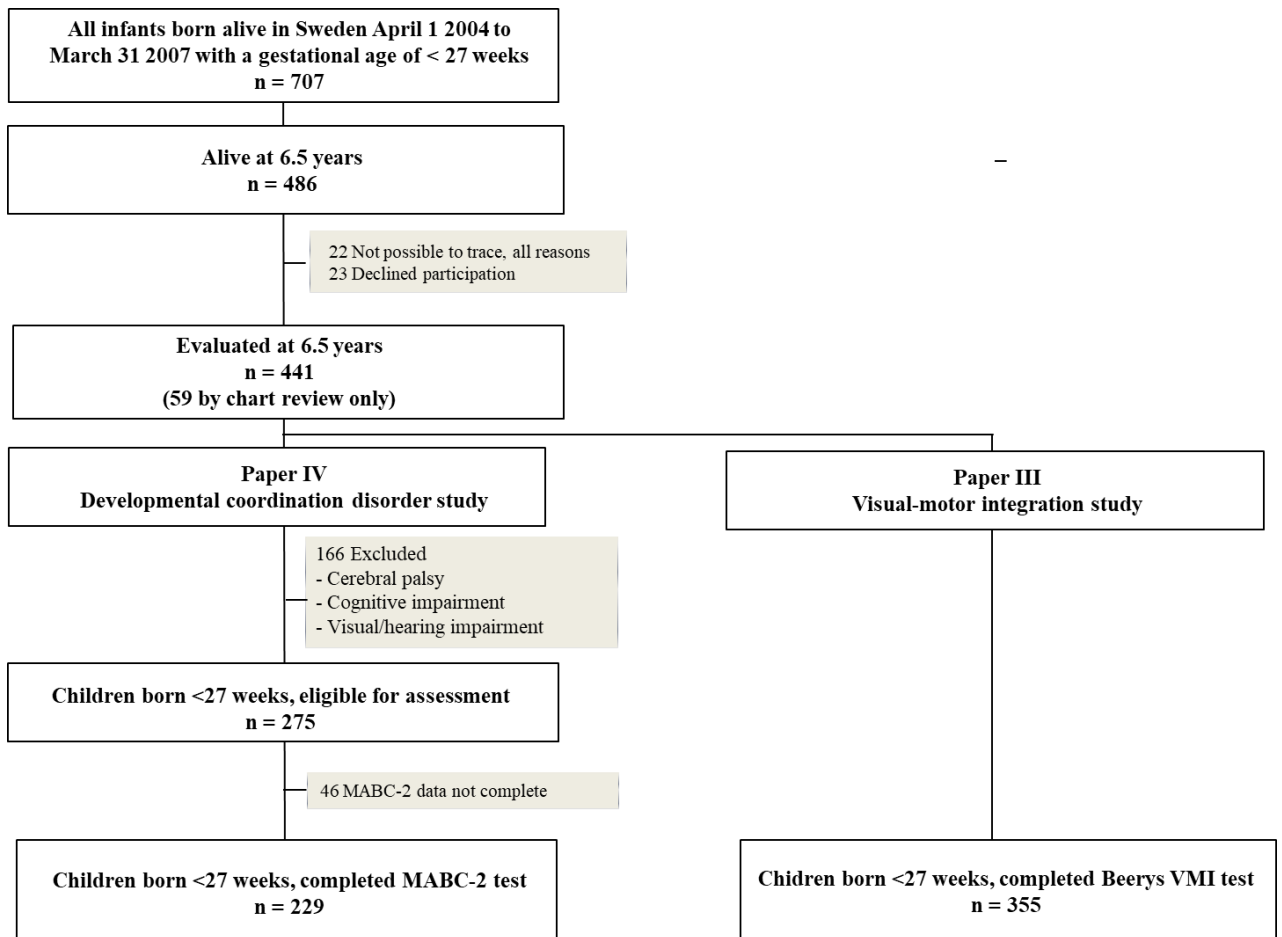 All infants born alive in Sweden April 1 2004 to
March 31 2007 with a gestational age of < 27 weeks
n = 707
Alive at 6.5 years
n = 486
–
22 Not possible to trace, all reasons
23 Declined participation
Evaluated at 6.5 years
n = 441
(59 by chart review only)
Paper IV
Developmental coordination disorder study
Paper III
Visual-motor integration study
166 Excluded
- Cerebral palsy
- Cognitive impairment
- Visual/hearing impairment
Children born <27 weeks, eligible for assessment
n = 275
46 MABC-2 data not complete
Children born <27 weeks, completed MABC-2 test
n = 229
Chidren born <27 weeks, completed Beerys VMI test
n = 355